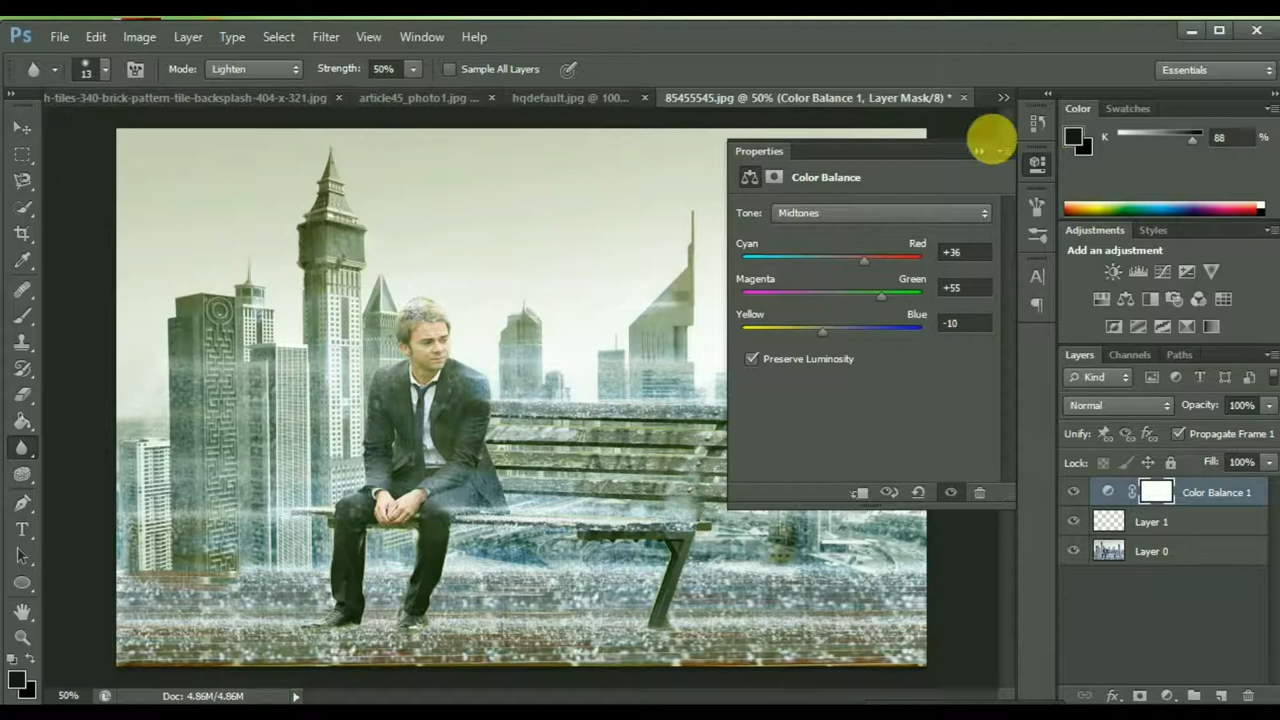 Ps File Edit Image Layer Type Select Filter View Window Help
13 Mode: Lighten Strength: 50% Sample All Layers Essentials
h-tiles-340-brick-pattern-tile-backsplash-404-x-321.jpg × article45_photo1.jpg ... × hqdefault.jpg @ 100... × 85455545.jpg @ 50% (Color Balance 1, Layer Mask/8) * ×
Color Swatches
K 88 %
Properties
Color Balance
Tone: Midtones
Cyan Red +36
Magenta Green +55
Yellow Blue -10
Preserve Luminosity
Adjustments Styles
Add an adjustment
Layers Channels Paths
Kind
Normal Opacity: 100%
Unify: Propagate Frame 1
Lock: Fill: 100%
Color Balance 1
Layer 1
Layer 0
50% Doc: 4.86M/4.86M